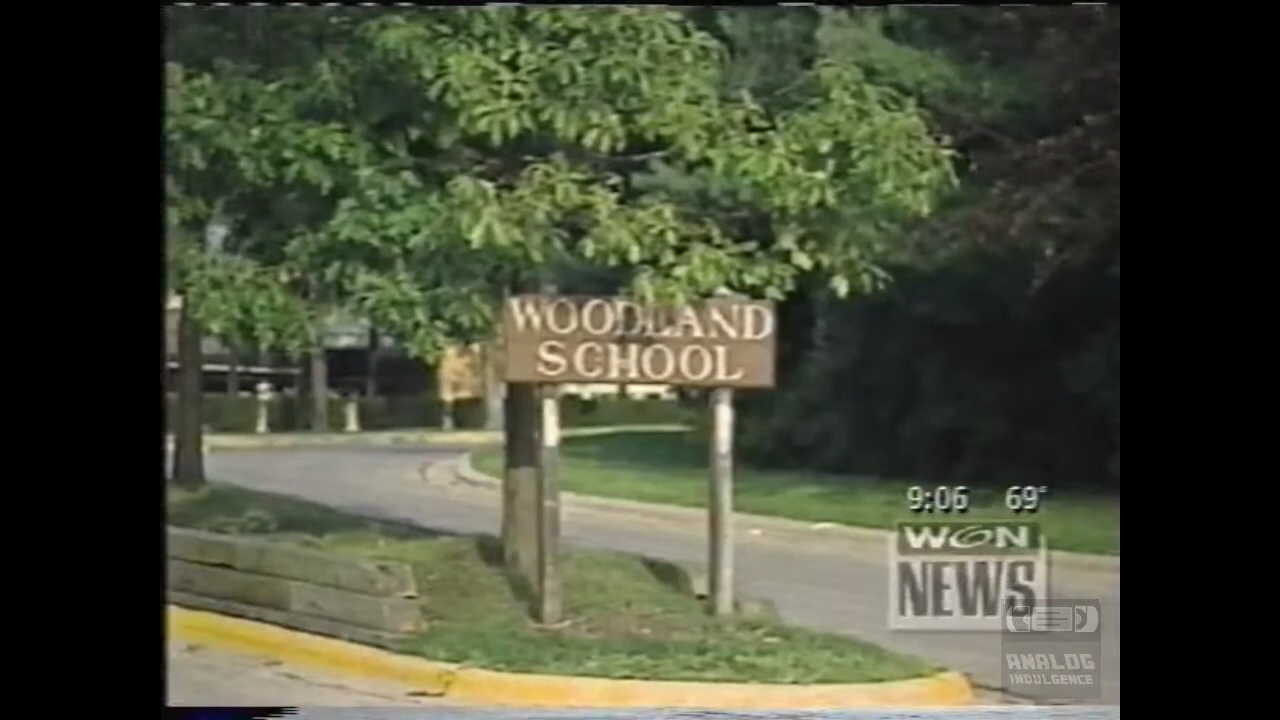 WOODLAND
SCHOOL
9:06 69°
WGN
NEWS
ANALOG
INDULGENCE